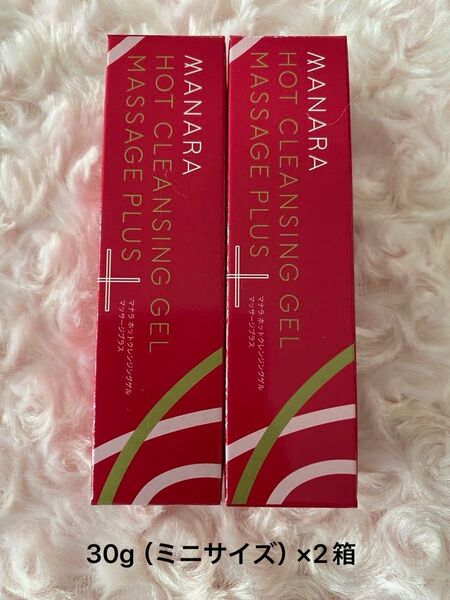 MANARA
HOT CLEANSING GEL
MASSAGE PLUS
マナラ ホットクレンジングゲル
マッサージプラス
MANARA
HOT CLEANSING GEL
MASSAGE PLUS
マナラ ホットクレンジングゲル
マッサージプラス
30g（ミニサイズ）×2箱